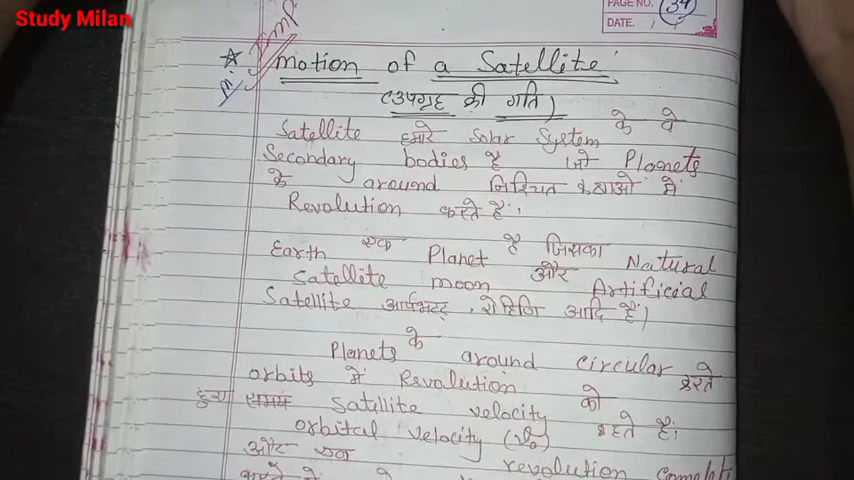 Study Milan
PAGE NO. 34
DATE. / /
Imp
motion of a Satellite
(उपग्रह की गति)
Satellite हमारे Solar System के वे
Secondary bodies है जो Planets
के around निश्चित कक्षाओं में
Revolution करते हैं।
Earth एक Planet है जिसका Natural
Satellite moon और Artificial
Satellite आर्यभट्ट, रोहिणि आदि हैं।
Planets के around circular
orbits में Revolution करते
हुए satellite velocity को
orbital velocity (v₀) कहते हैं।
और एक revolution
करने में